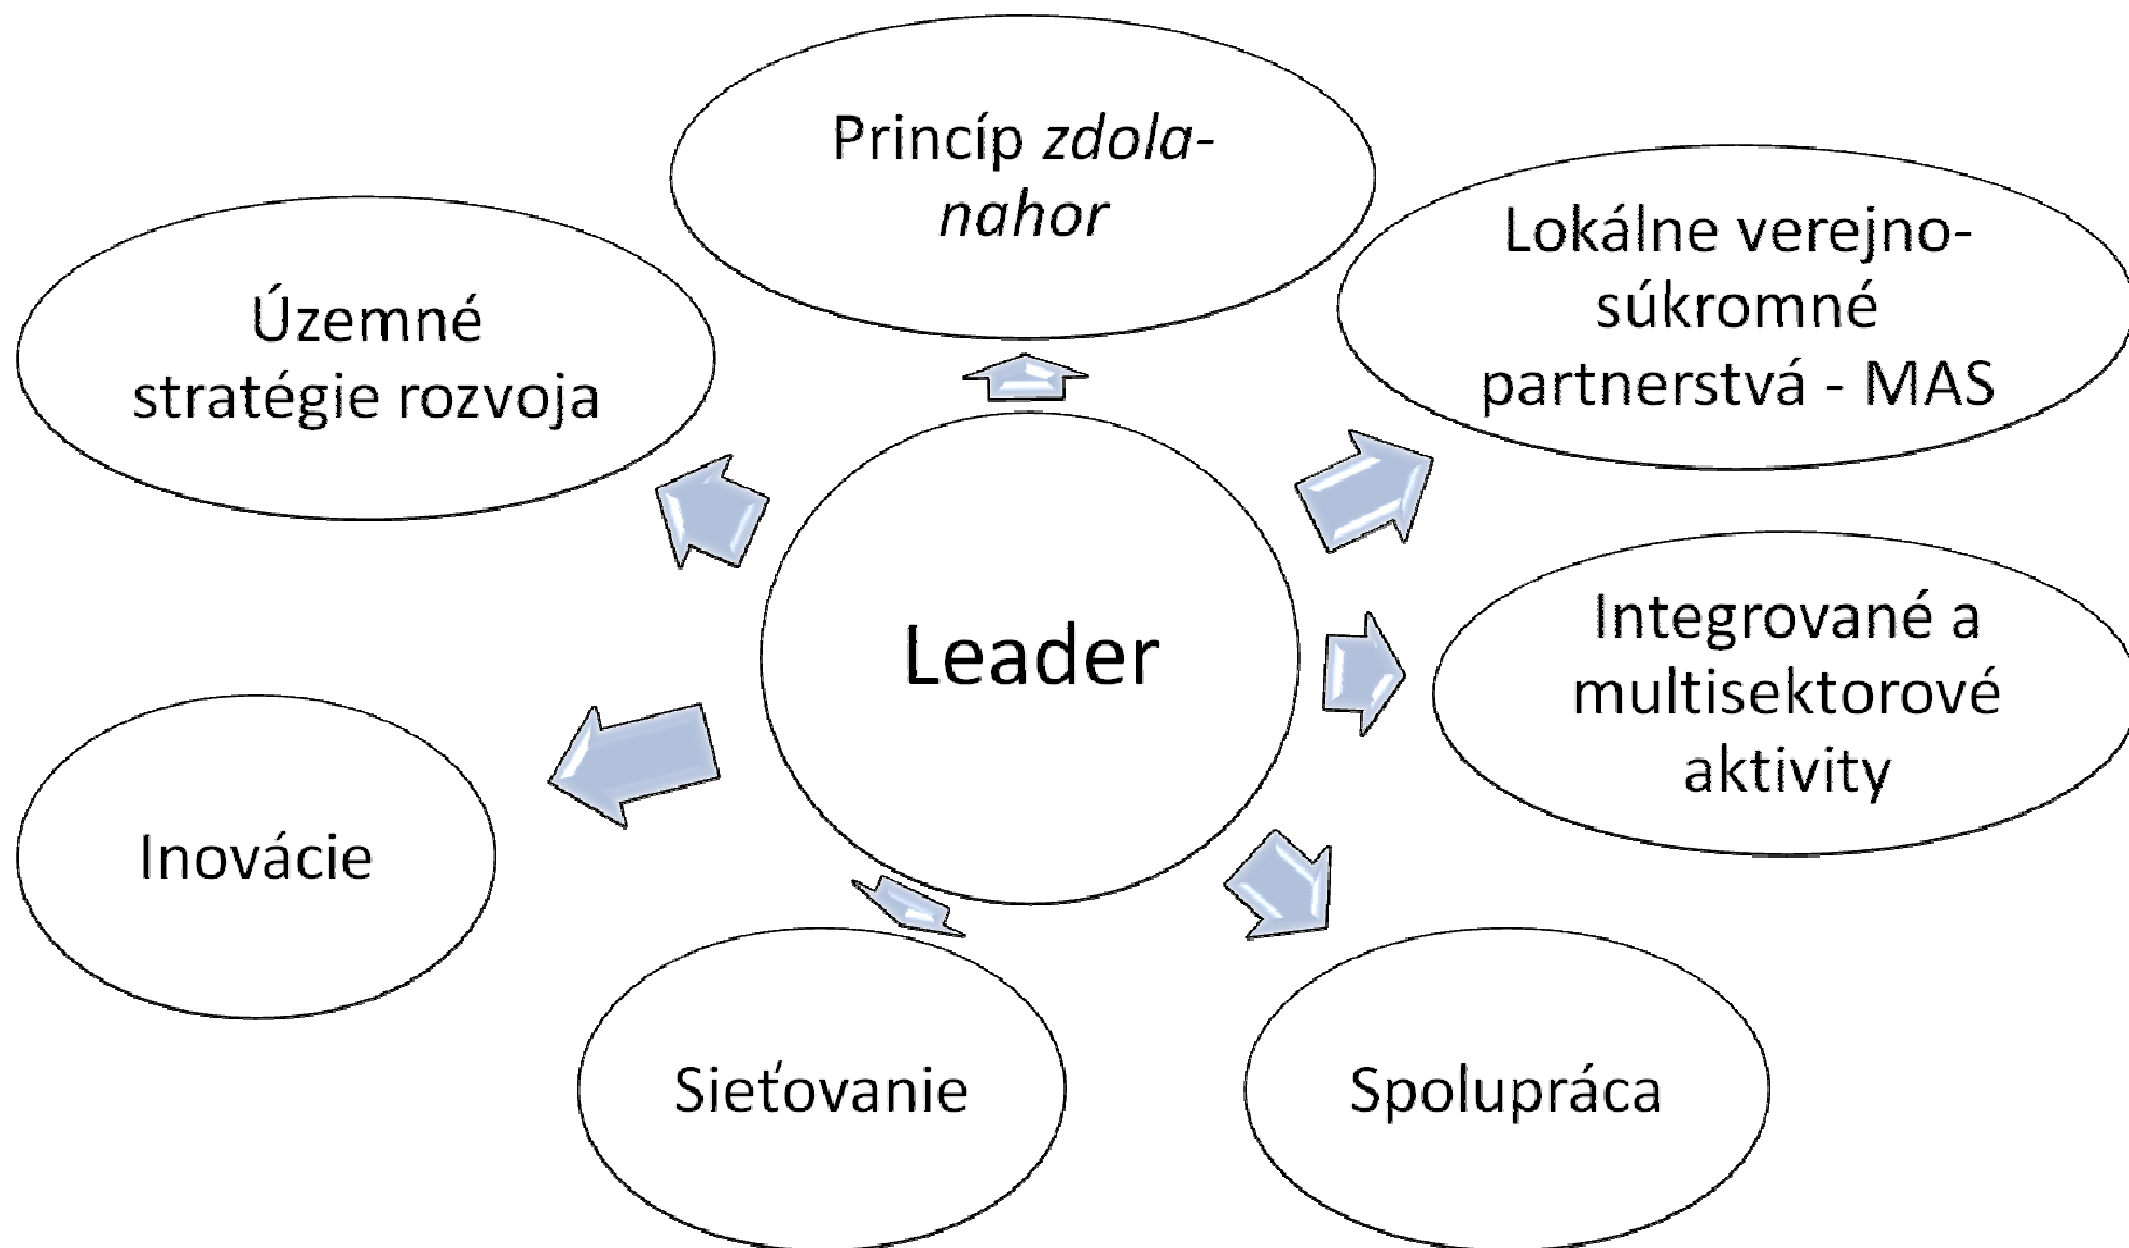 Princíp zdola-
nahor
Lokálne verejno-
súkromné
partnerstvá - MAS
Územné
stratégie rozvoja
Integrované a
multisektorové
aktivity
Leader
Inovácie
Sieťovanie
Spolupráca